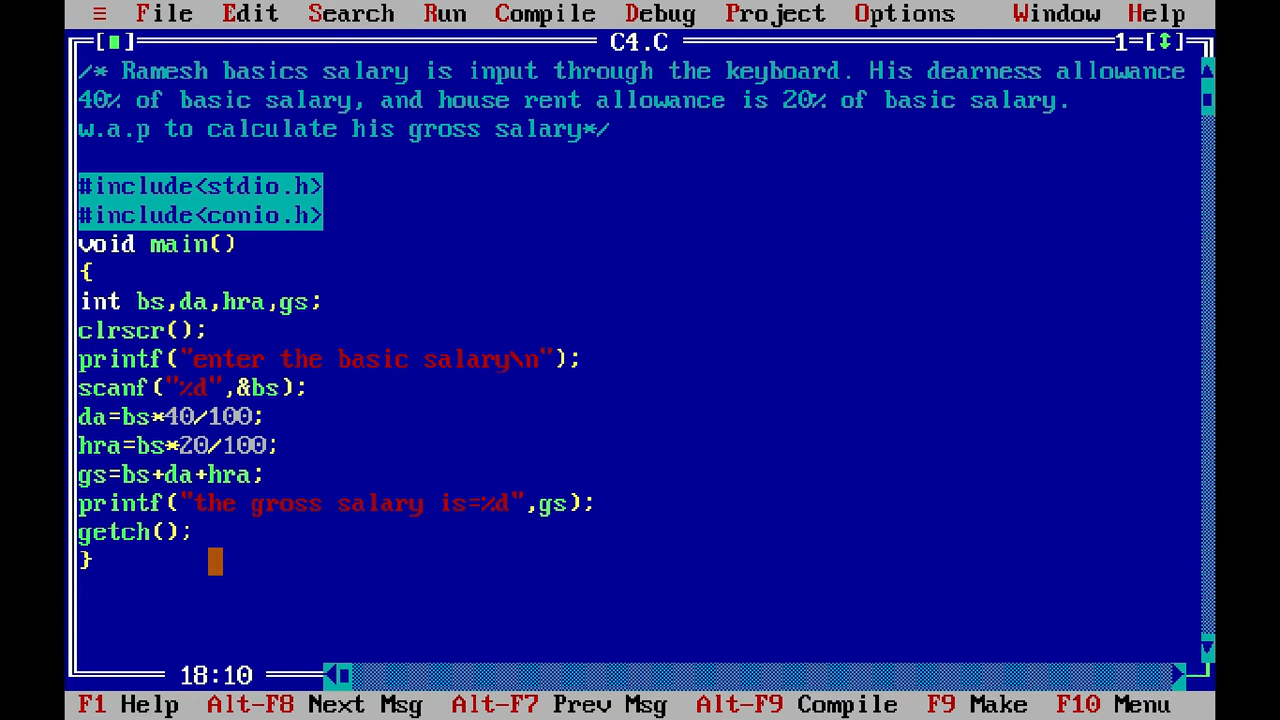 ≡ File Edit Search Run Compile Debug Project Options Window Help
[■] C4.C 1=[↕]
/* Ramesh basics salary is input through the keyboard. His dearness allowance
40% of basic salary, and house rent allowance is 20% of basic salary.
w.a.p to calculate his gross salary*/
#include<stdio.h>
#include<conio.h>
void main()
{
int bs,da,hra,gs;
clrscr();
printf("enter the basic salary\n");
scanf("%d",&bs);
da=bs*40/100;
hra=bs*20/100;
gs=bs+da+hra;
printf("the gross salary is=%d",gs);
getch();
}
18:10
F1 Help Alt-F8 Next Msg Alt-F7 Prev Msg Alt-F9 Compile F9 Make F10 Menu